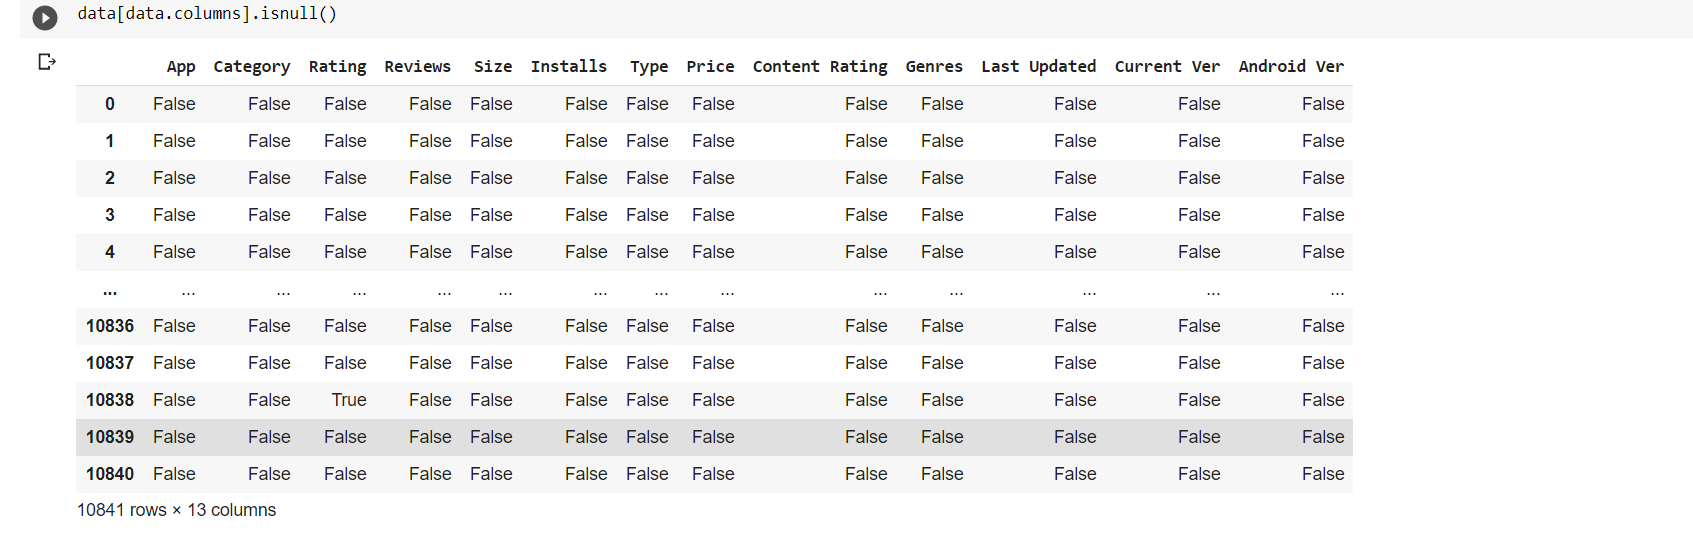 data[data.columns].isnull()
App Category Rating Reviews Size Installs Type Price Content Rating Genres Last Updated Current Ver Android Ver
0 False False False False False False False False False False False False False
1 False False False False False False False False False False False False False
2 False False False False False False False False False False False False False
3 False False False False False False False False False False False False False
4 False False False False False False False False False False False False False
... ... ... ... ... ... ... ... ... ... ... ... ... ...
10836 False False False False False False False False False False False False False
10837 False False False False False False False False False False False False False
10838 False False True False False False False False False False False False False
10839 False False False False False False False False False False False False False
10840 False False False False False False False False False False False False False
10841 rows × 13 columns